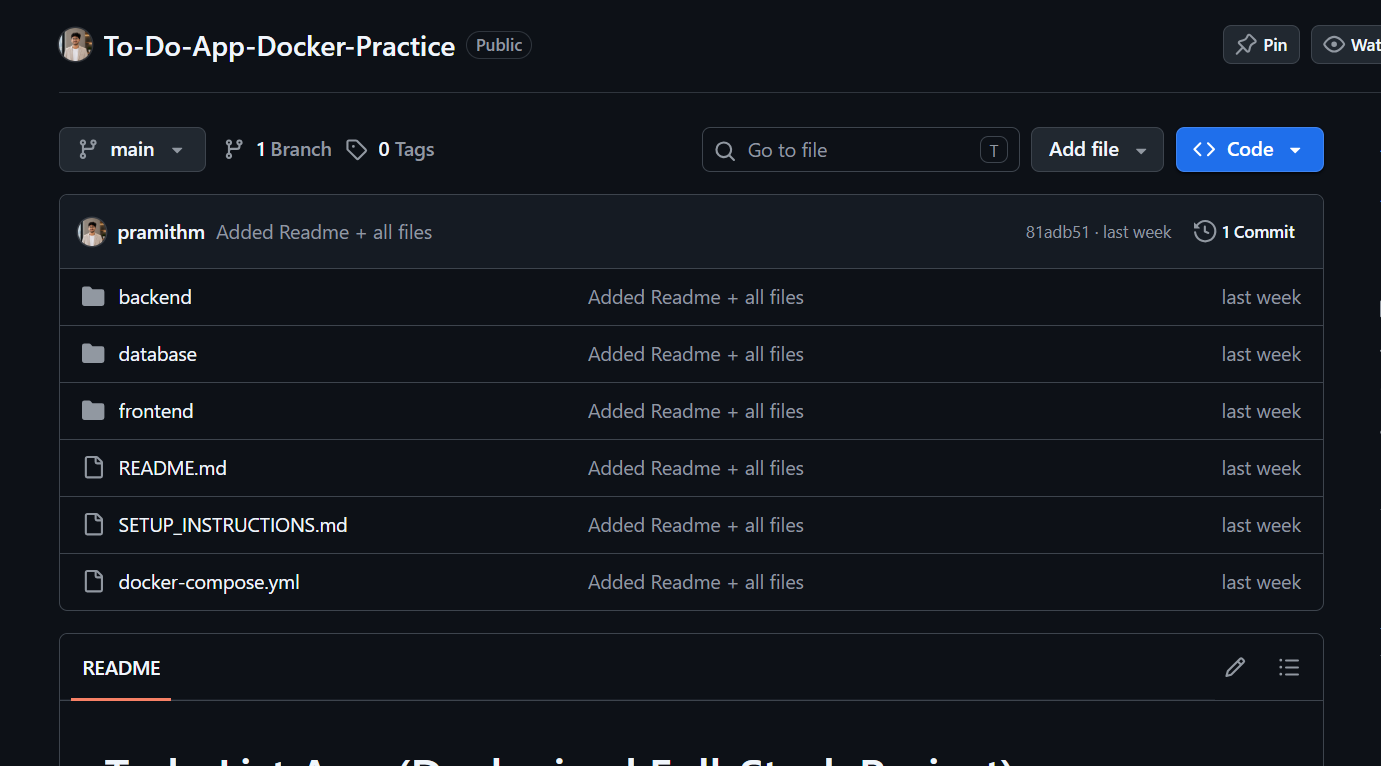 To-Do-App-Docker-Practice Public Pin
main 1 Branch 0 Tags Go to file T Add file Code
pramithm Added Readme + all files 81adb51 · last week 1 Commit
backend Added Readme + all files last week
database Added Readme + all files last week
frontend Added Readme + all files last week
README.md Added Readme + all files last week
SETUP_INSTRUCTIONS.md Added Readme + all files last week
docker-compose.yml Added Readme + all files last week
README